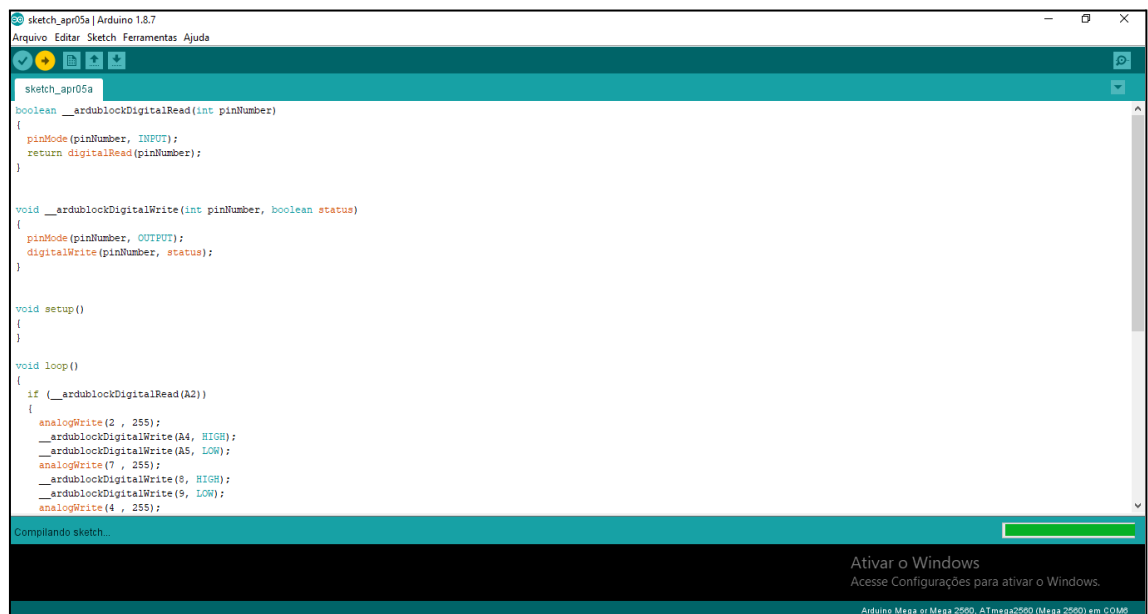 sketch_apr05a | Arduino 1.8.7
Arquivo Editar Sketch Ferramentas Ajuda
sketch_apr05a
boolean __ardublockDigitalRead(int pinNumber)
{
pinMode(pinNumber, INPUT);
return digitalRead(pinNumber);
}
void __ardublockDigitalWrite(int pinNumber, boolean status)
{
pinMode(pinNumber, OUTPUT);
digitalWrite(pinNumber, status);
}
void setup()
{
}
void loop()
{
if (__ardublockDigitalRead(A2))
{
analogWrite(2 , 255);
__ardublockDigitalWrite(A4, HIGH);
__ardublockDigitalWrite(A5, LOW);
analogWrite(7 , 255);
__ardublockDigitalWrite(8, HIGH);
__ardublockDigitalWrite(9, LOW);
analogWrite(4 , 255);
Compilando sketch...
Ativar o Windows
Acesse Configurações para ativar o Windows.
Arduino Mega or Mega 2560, ATmega2560 (Mega 2560) em COM6